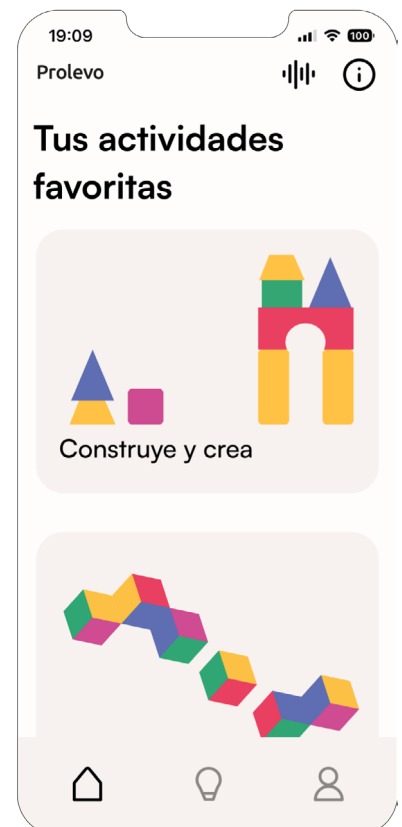 19:09
100
Prolevo
Tus actividades
favoritas
Construye y crea